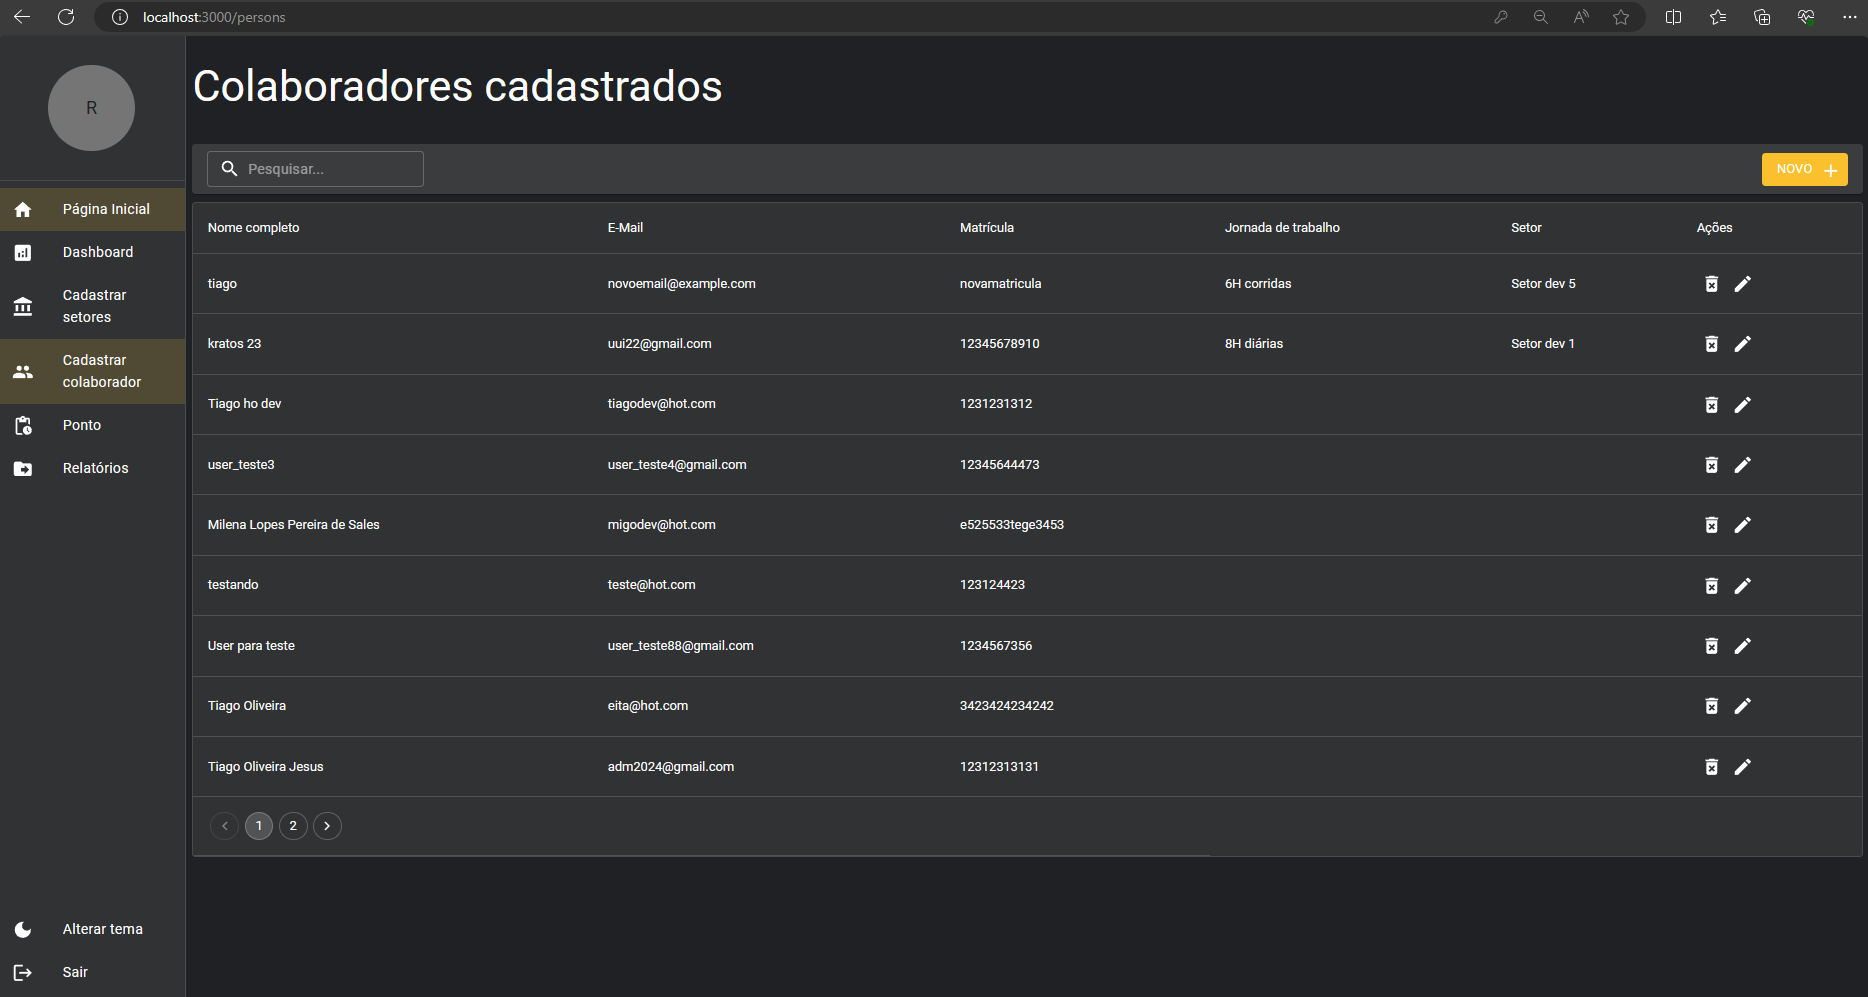 localhost:3000/persons
R
Página Inicial
Dashboard
Cadastrar
setores
Cadastrar
colaborador
Ponto
Relatórios
Alterar tema
Sair
Colaboradores cadastrados
Pesquisar...
NOVO
Nome completo E-Mail Matrícula Jornada de trabalho Setor Ações
tiago novoemail@example.com novamatricula 6H corridas Setor dev 5
kratos 23 uui22@gmail.com 12345678910 8H diárias Setor dev 1
Tiago ho dev tiagodev@hot.com 1231231312
user_teste3 user_teste4@gmail.com 12345644473
Milena Lopes Pereira de Sales migodev@hot.com e525533tege3453
testando teste@hot.com 123124423
User para teste user_teste88@gmail.com 1234567356
Tiago Oliveira eita@hot.com 3423424234242
Tiago Oliveira Jesus adm2024@gmail.com 12312313131
1 2